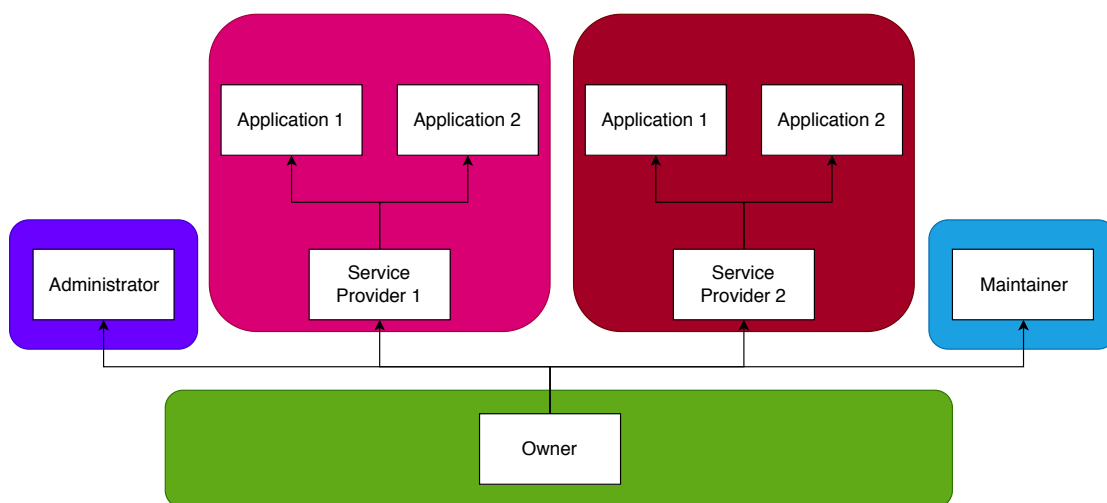 Application 1
Application 2
Application 1
Application 2
Administrator
Service
Provider 1
Service
Provider 2
Maintainer
Owner